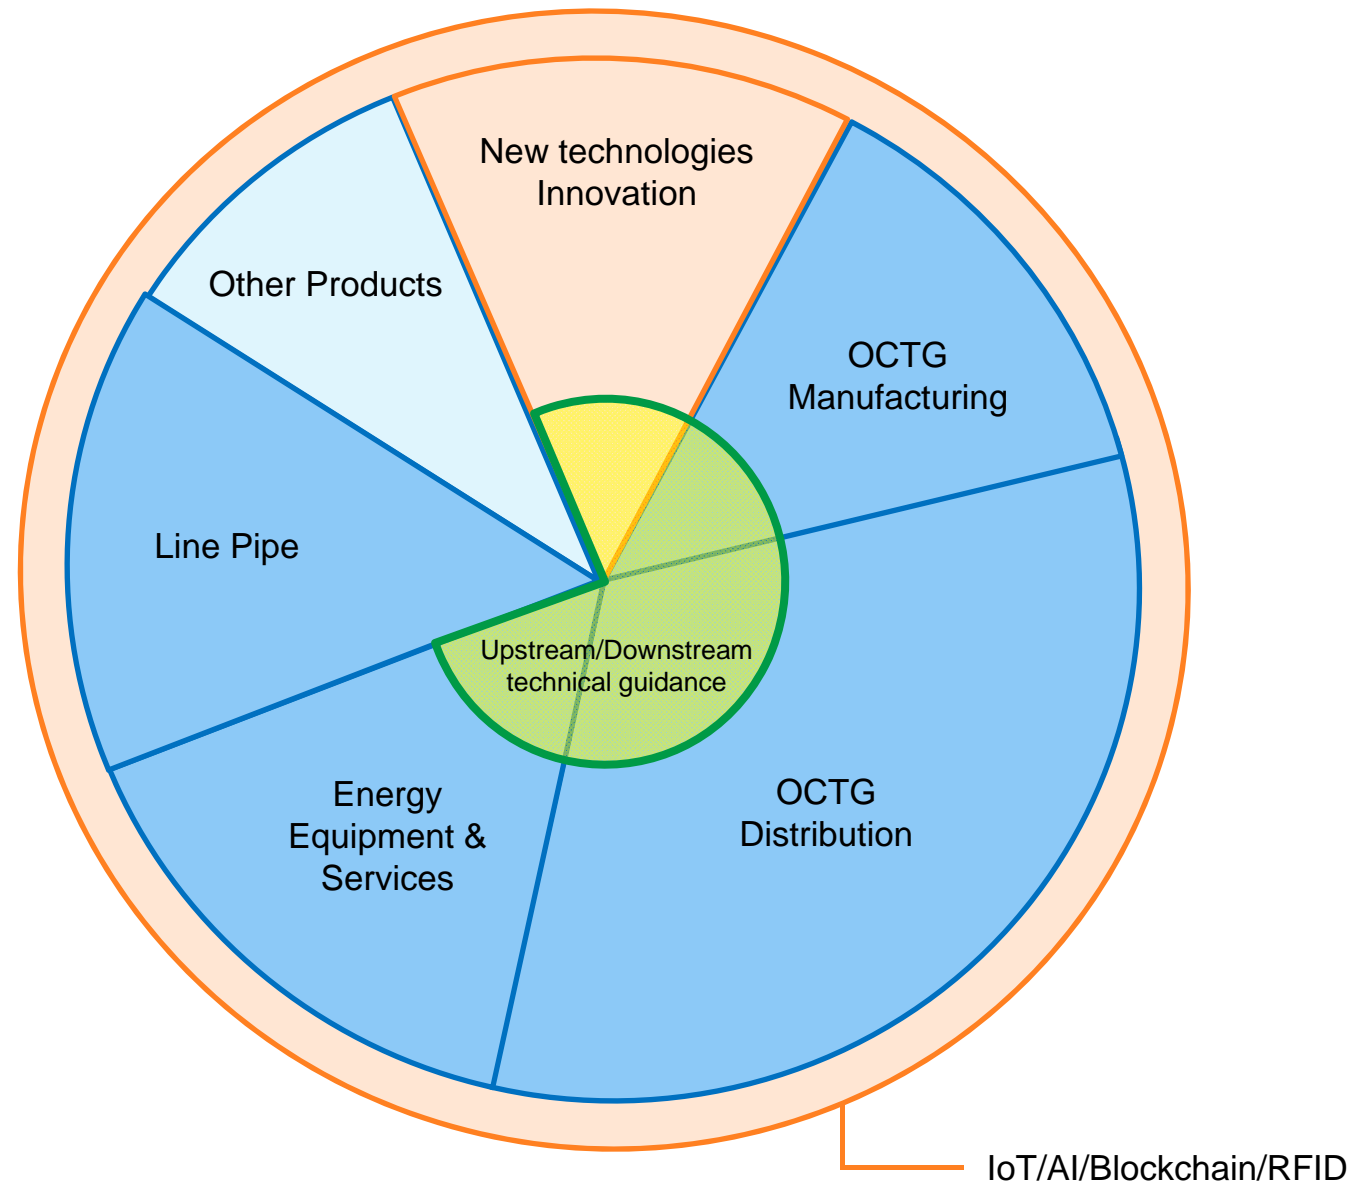 New technologies
Innovation
Other Products
OCTG
Manufacturing
Line Pipe
Upstream/Downstream
technical guidance
Energy
Equipment &
Services
OCTG
Distribution
IoT/AI/Blockchain/RFID